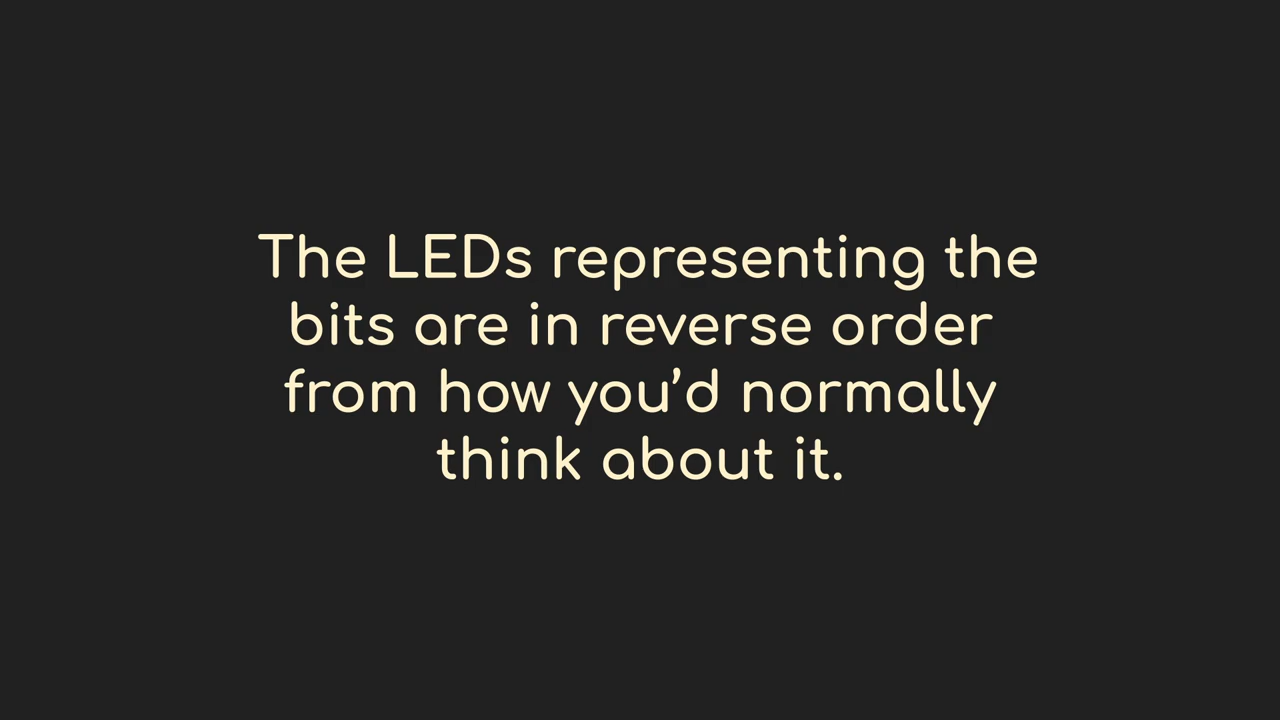 The LEDs representing the
bits are in reverse order
from how you’d normally
think about it.